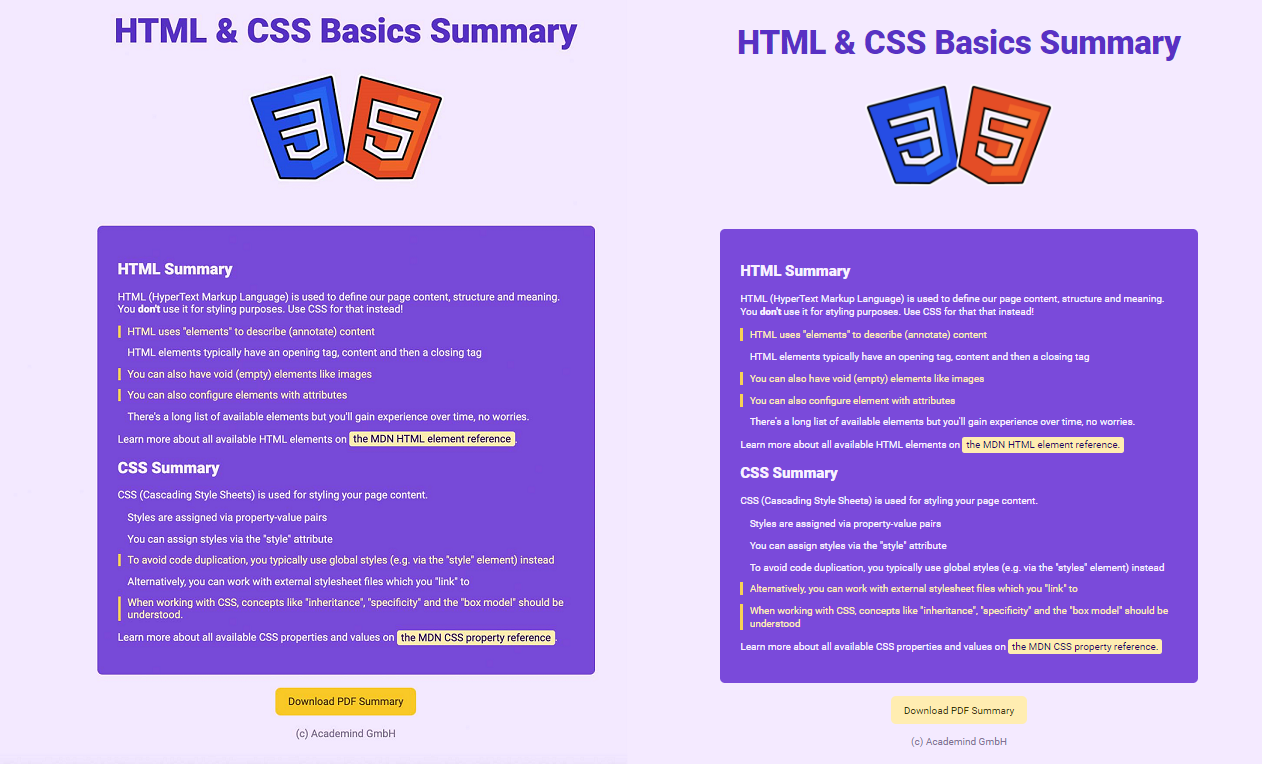 HTML & CSS Basics Summary
HTML Summary
HTML (HyperText Markup Language) is used to define our page content, structure and meaning.
You don't use it for styling purposes. Use CSS for that instead!
HTML uses "elements" to describe (annotate) content
HTML elements typically have an opening tag, content and then a closing tag
You can also have void (empty) elements like images
You can also configure elements with attributes
There's a long list of available elements but you'll gain experience over time, no worries.
Learn more about all available HTML elements on the MDN HTML element reference.
CSS Summary
CSS (Cascading Style Sheets) is used for styling your page content.
Styles are assigned via property-value pairs
You can assign styles via the "style" attribute
To avoid code duplication, you typically use global styles (e.g. via the "style" element) instead
Alternatively, you can work with external stylesheet files which you "link" to
When working with CSS, concepts like "inheritance", "specificity" and the "box model" should be
understood.
Learn more about all available CSS properties and values on the MDN CSS property reference.
Download PDF Summary
(c) Academind GmbH
HTML & CSS Basics Summary
HTML Summary
HTML (HyperText Markup Language) is used to define our page content, structure and meaning.
You don't use it for styling purposes. Use CSS for that that instead!
HTML uses "elements" to describe (annotate) content
HTML elements typically have an opening tag, content and then a closing tag
You can also have void (empty) elements like images
You can also configure element with attributes
There's a long list of available elements but you'll gain experience over time, no worries.
Learn more about all available HTML elements on the MDN HTML element reference.
CSS Summary
CSS (Cascading Style Sheets) is used for styling your page content.
Styles are assigned via property-value pairs
You can assign styles via the "style" attribute
To avoid code duplication, you typically use global styles (e.g. via the "styles" element) instead
Alternatively, you can work with external stylesheet files which you "link" to
When working with CSS, concepts like "inheritance", "specificity" and the "box model" should be
understood
Learn more about all available CSS properties and values on the MDN CSS property reference.
Download PDF Summary
(c) Academind GmbH